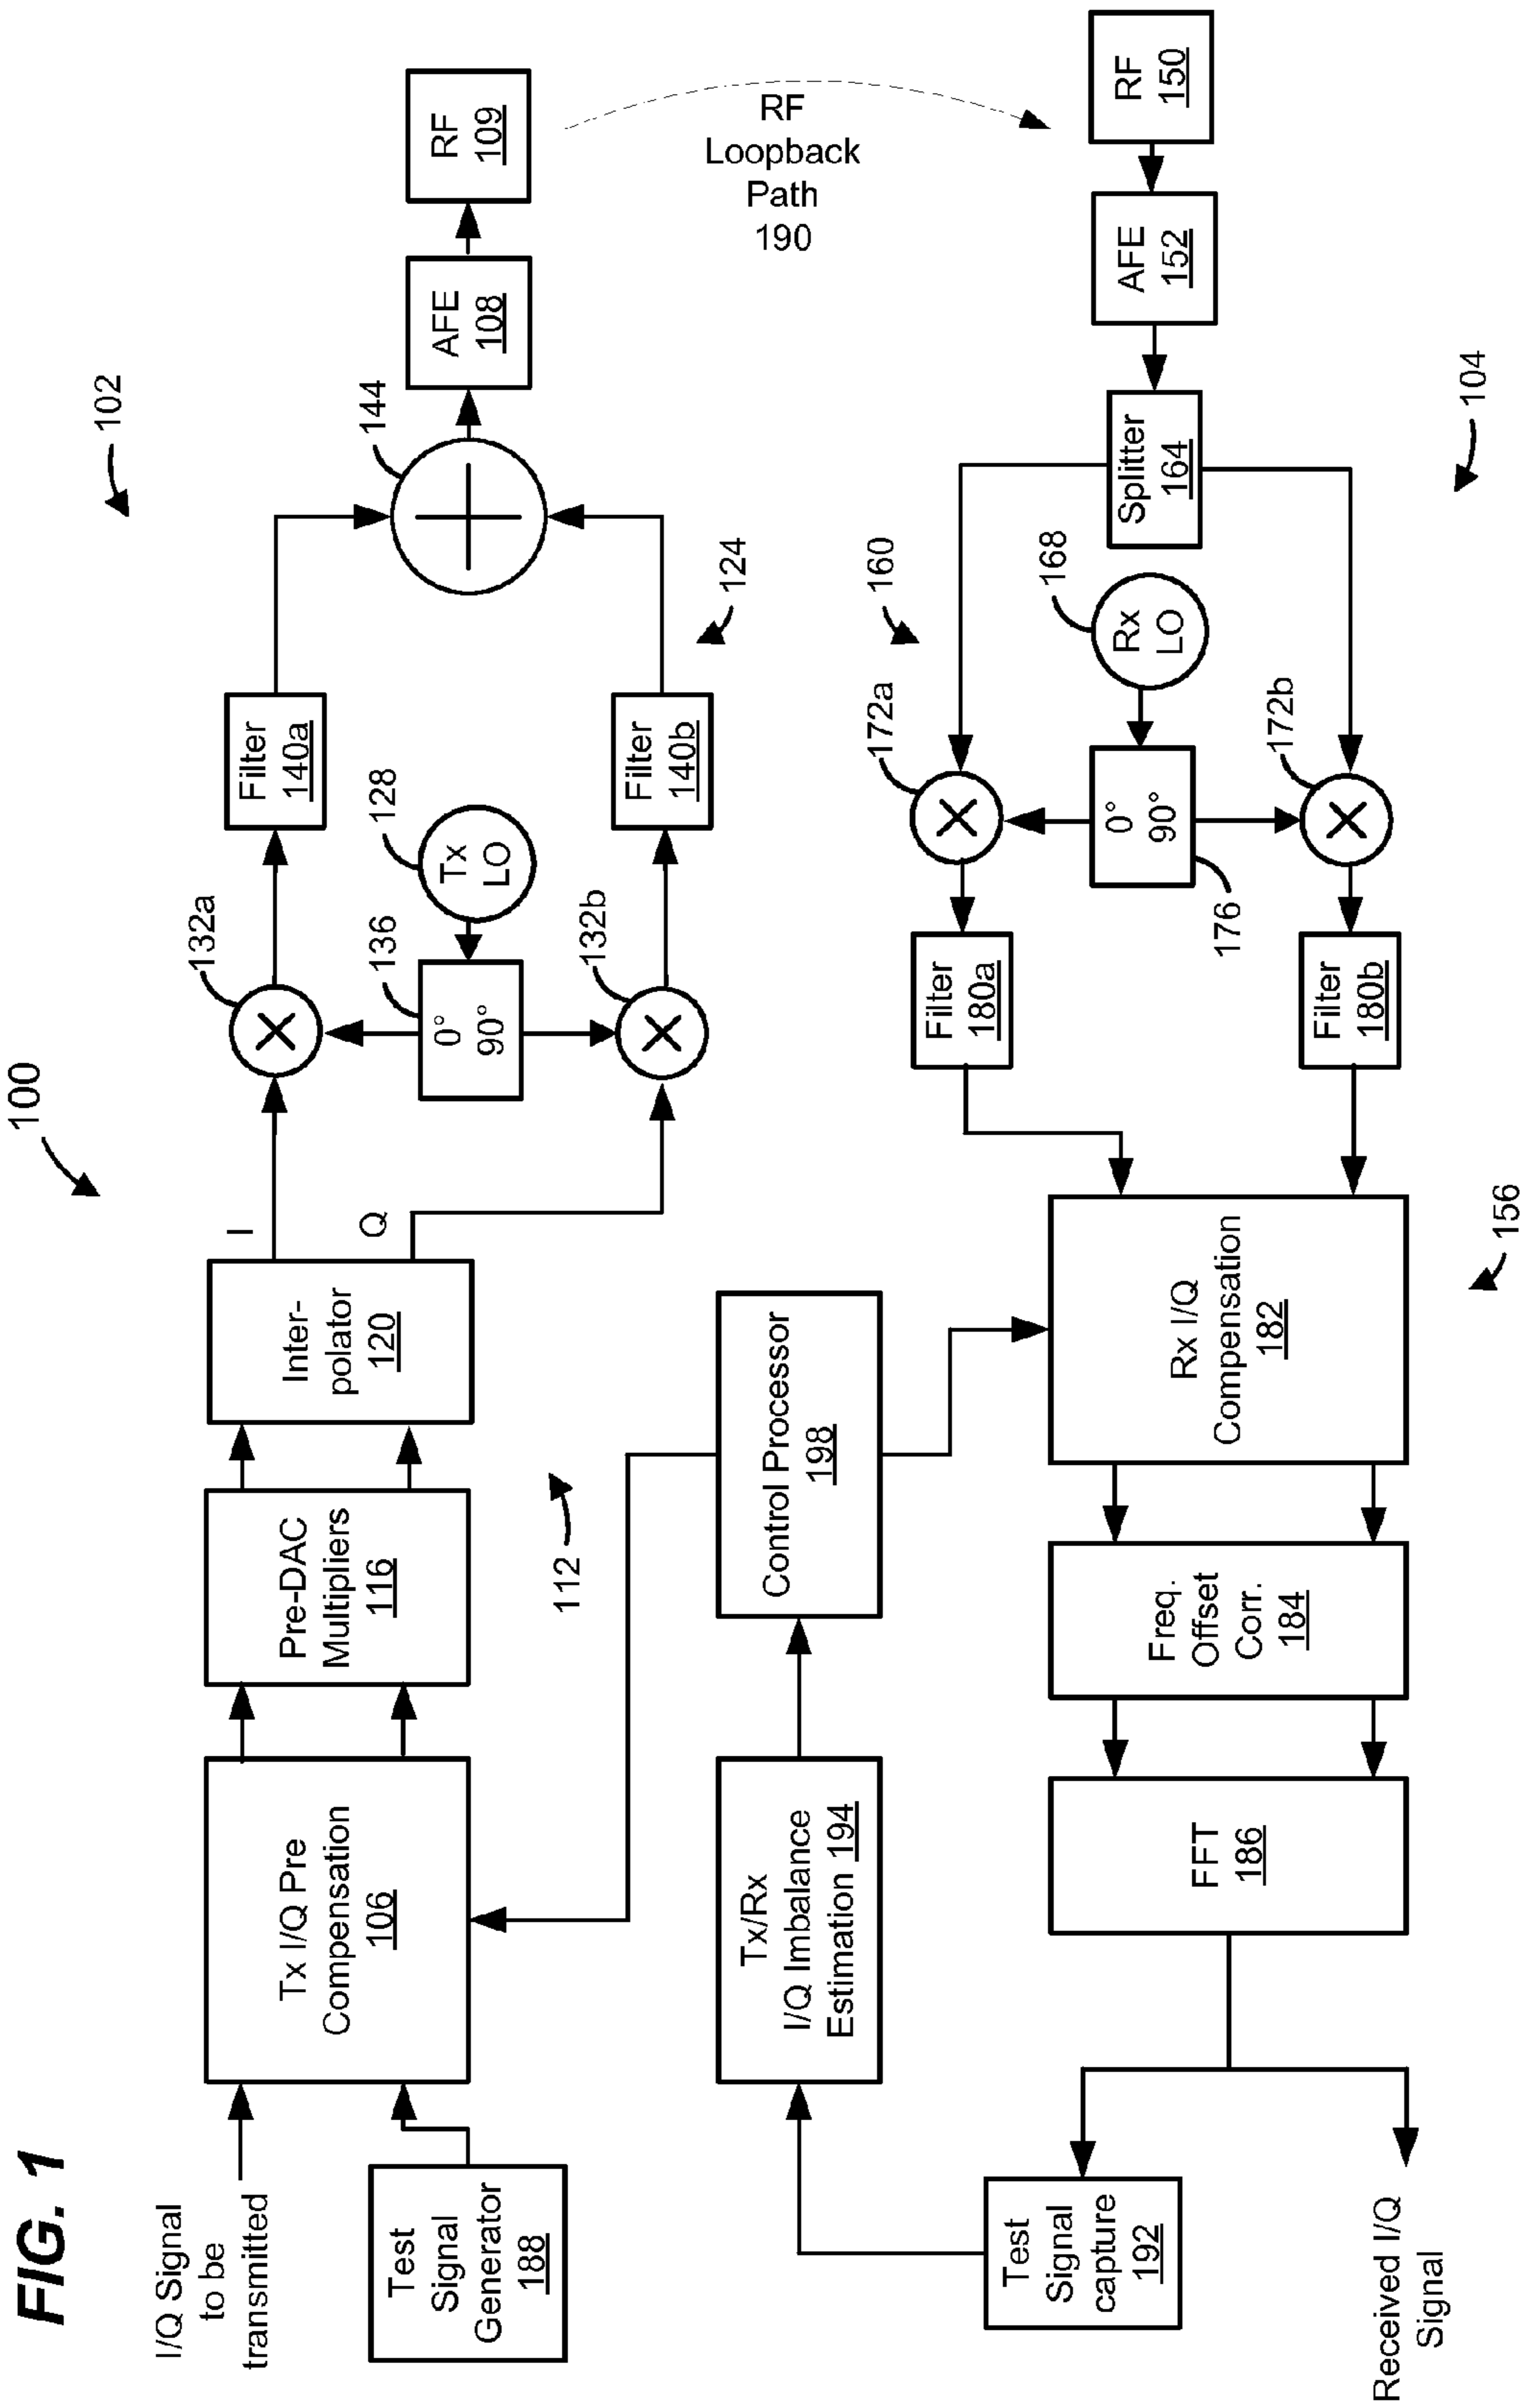 FIG. 1
100
102
I/Q Signal
to be
transmitted
Test
Signal
Generator
188
Tx I/Q Pre
Compensation
106
Pre-DAC
Multipliers
116
112
Inter-
polator
120
I
Q
132a
136
0°
90°
128
Tx
LO
132b
Filter
140a
Filter
140b
124
144
AFE
108
RF
109
RF
Loopback
Path
190
RF
150
AFE
152
Splitter
164
104
160
168
Rx
LO
172a
172b
0°
90°
176
Filter
180a
Filter
180b
156
Rx I/Q
Compensation
182
Freq.
Offset
Corr.
184
FFT
186
Control Processor
198
Tx/Rx
I/Q Imbalance
Estimation 194
Test
Signal
capture
192
Received I/Q
Signal